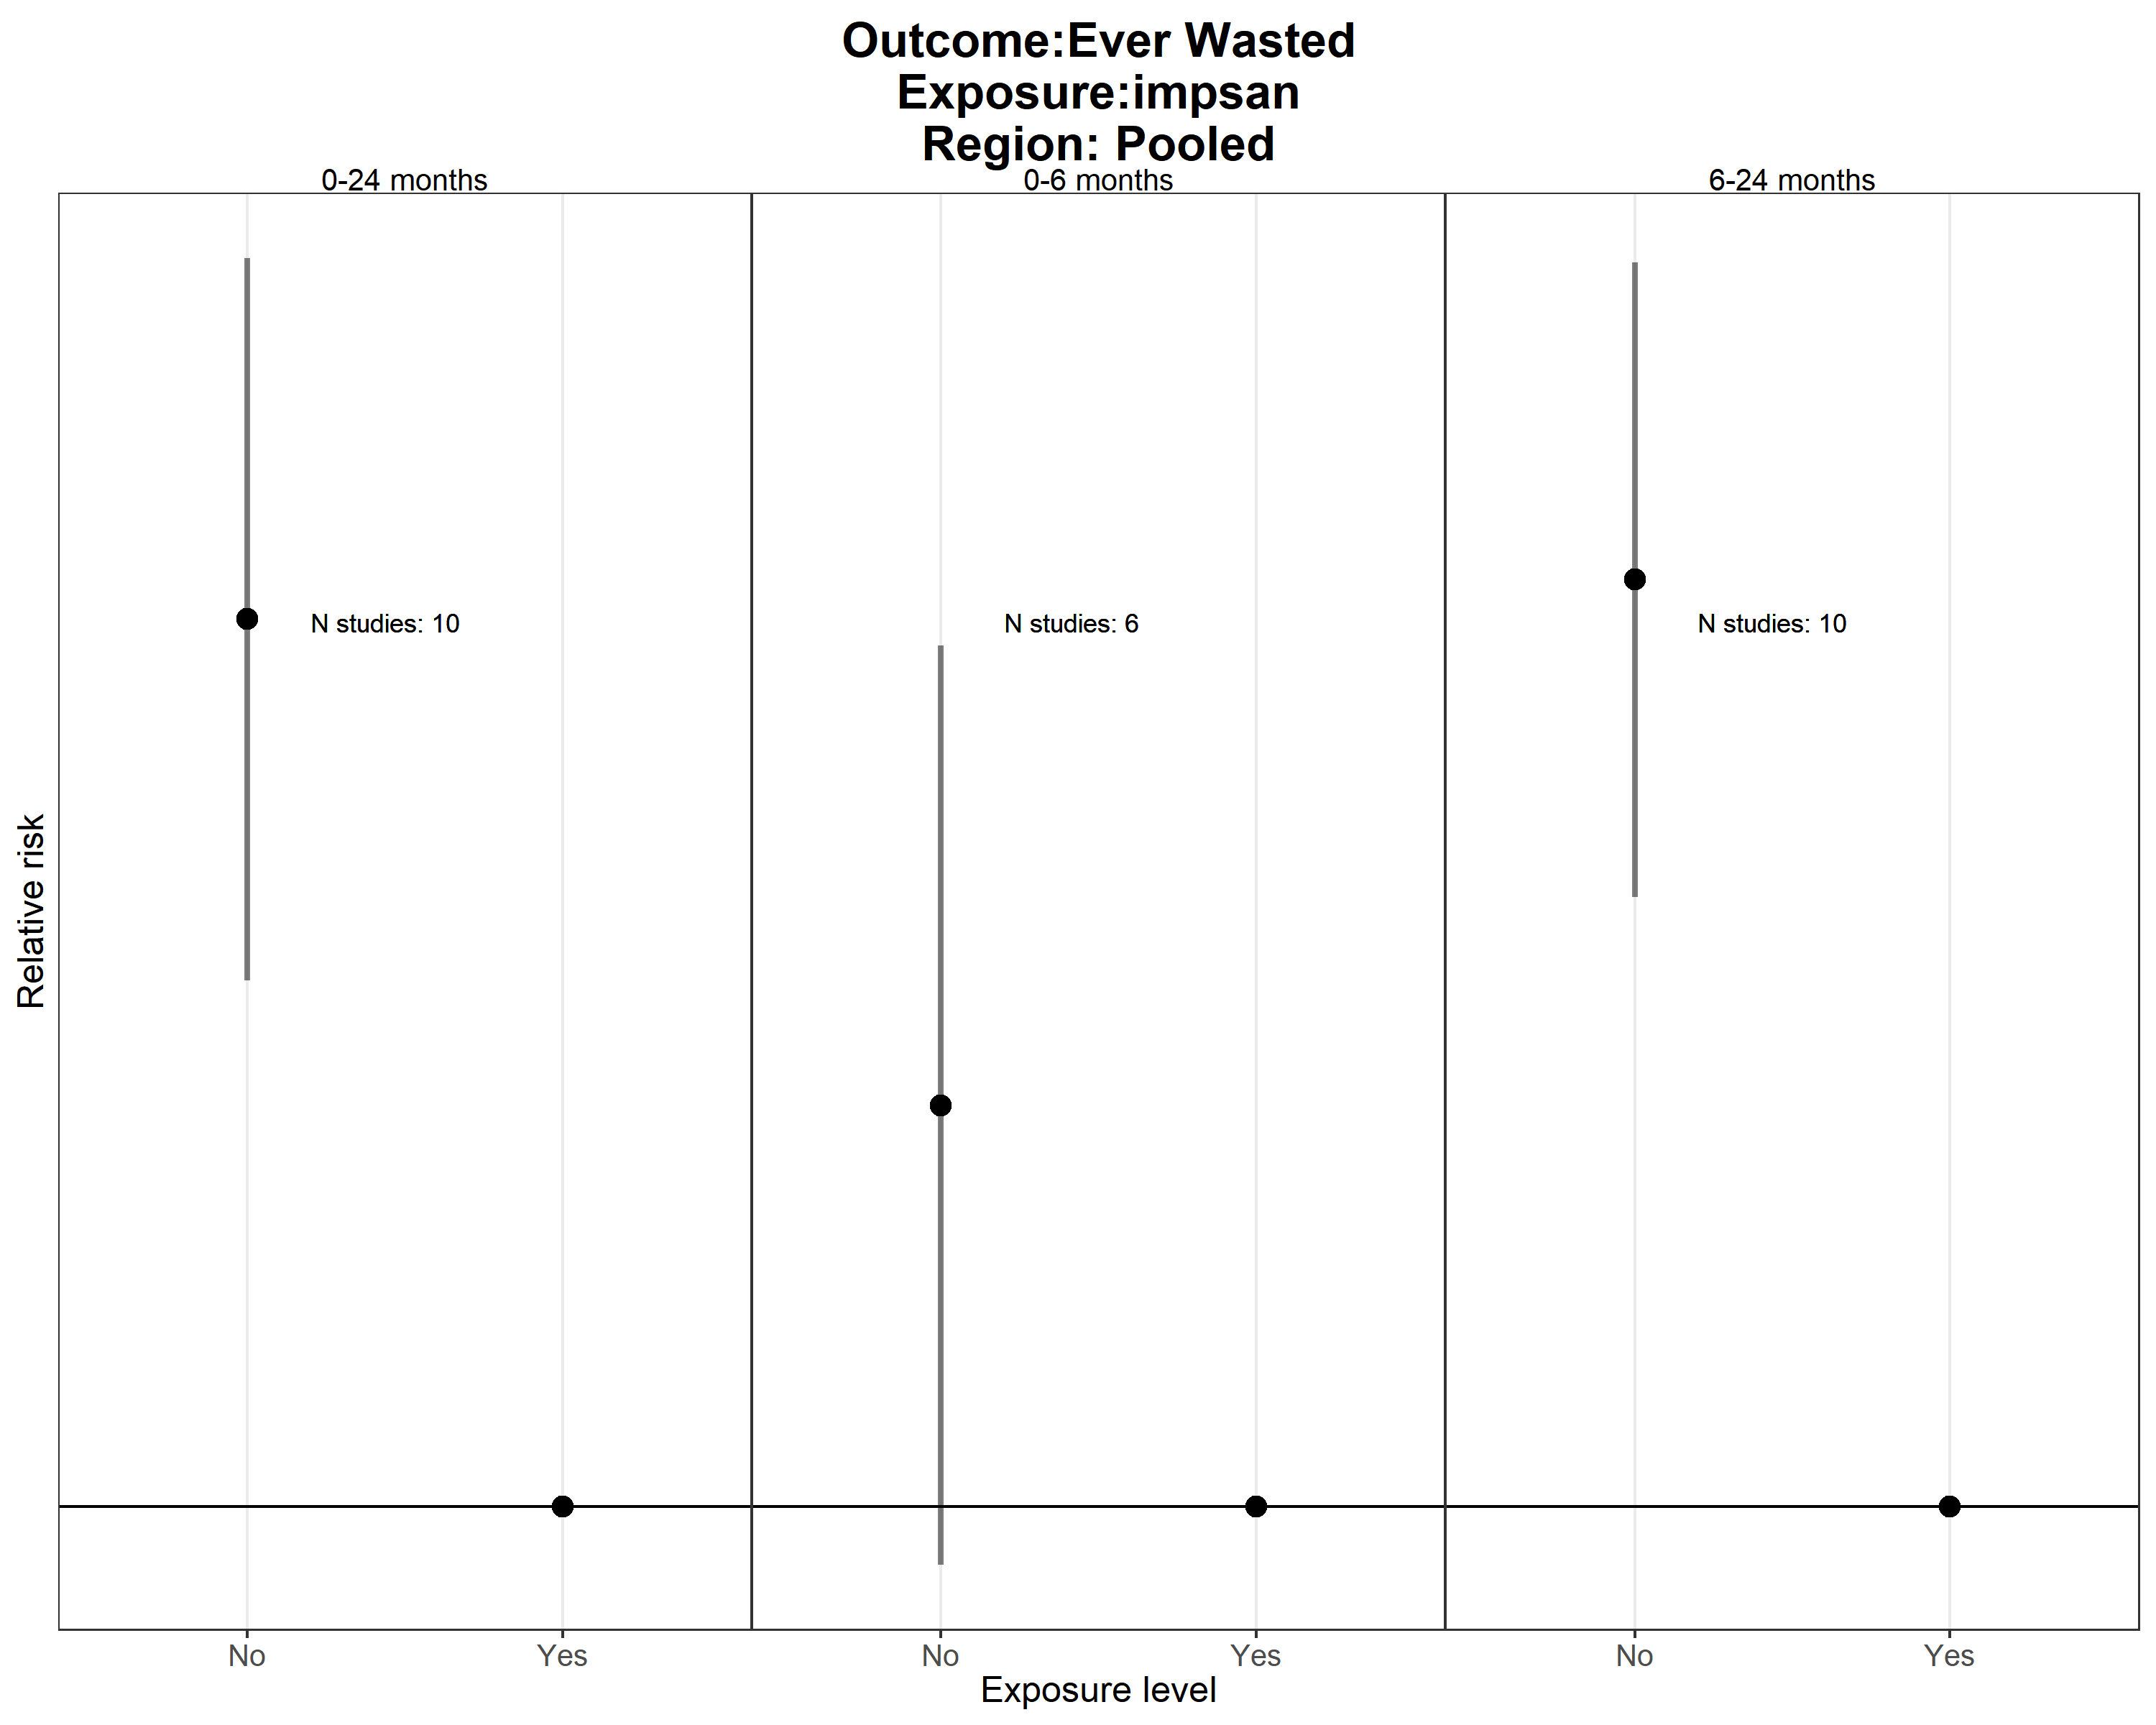 Outcome:Ever Wasted
Exposure:impsan
Region: Pooled
0-24 months
0-6 months
6-24 months
N studies: 10
N studies: 6
N studies: 10
Relative risk
No
Yes
No
Yes
No
Yes
Exposure level